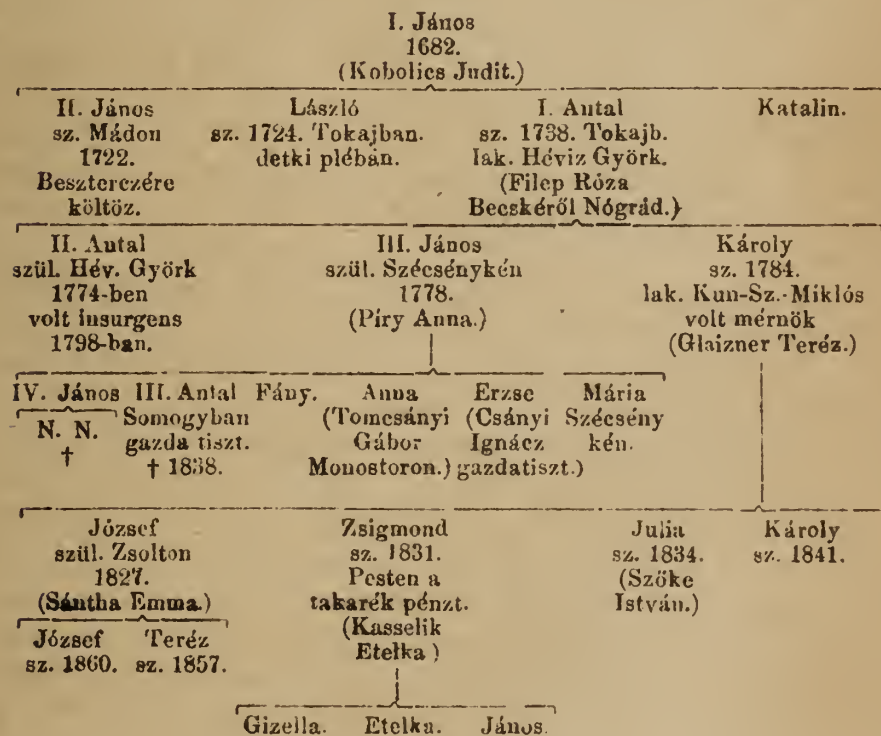 I. János
1682.
(Kobolics Judit.)
II. János László I. Antal Katalin.
sz. Mádon sz. 1724. Tokajban. sz. 1738. Tokajb.
1722. detki plébán. lak. Héviz Györk.
Beszterczére (Filep Róza
költöz. Becskéről Nógrád.)
II. Antal III. János Károly
szül. Hév. Györk szül. Szécsénykén sz. 1784.
1774-ben 1778. lak. Kun-Sz.-Miklós
volt insurgens (Píry Anna.) volt mérnök
1798-ban. (Glaizner Teréz.)
IV. János III. Antal Fány. Anna Erzse Mária
N. N. Somogyban (Tomcsányi (Csányi Szécsény
† gazda tiszt. Gábor Ignácz kén.
† 1838. Monostoron.) gazdatiszt.)
József Zsigmond Julia Károly
szül. Zsolton sz. 1831. sz. 1834. sz. 1841.
1827. Pesten a (Szőke
(Sántha Emma.) takarék pénzt. István.)
József Teréz (Kasselik
sz. 1860. sz. 1857. Etelka )
Gizella. Etelka. János.